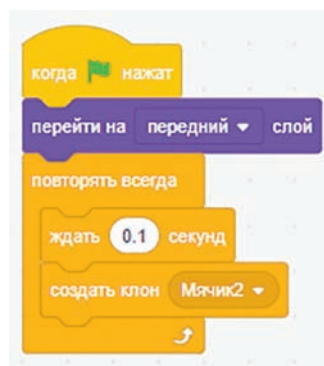 когда нажат
перейти на передний слой
повторять всегда
ждать 0.1 секунд
создать клон Мячик2